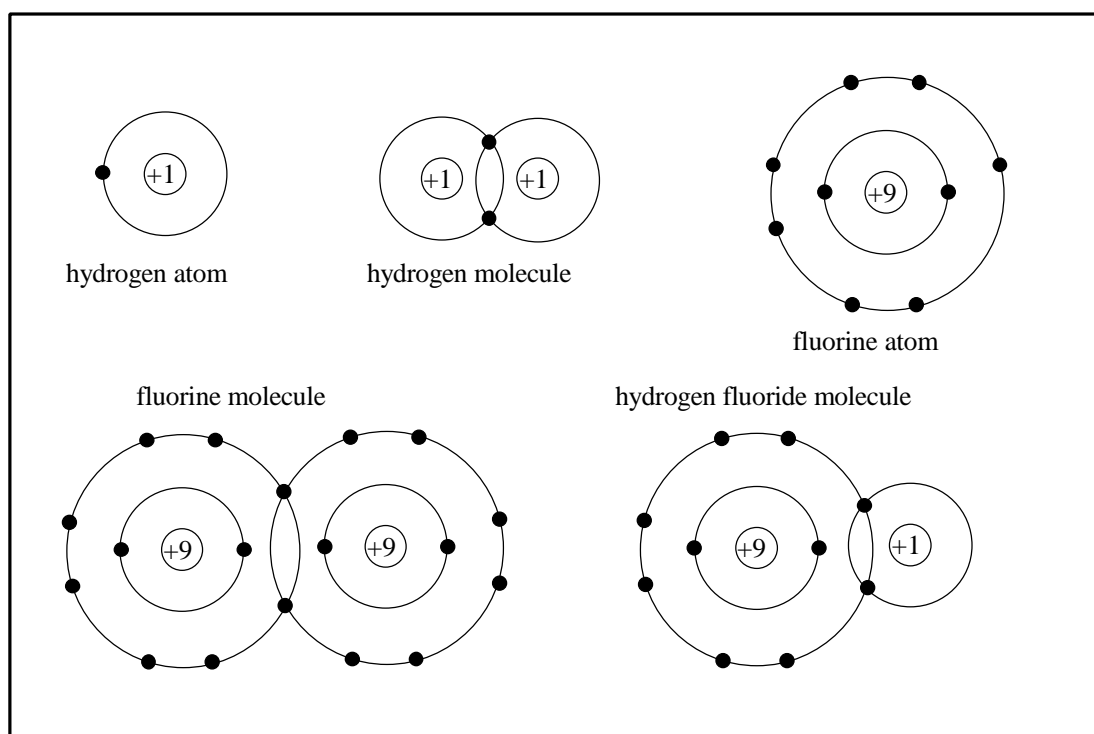 +1
+1
+1
+9
hydrogen atom
hydrogen molecule
fluorine atom
fluorine molecule
hydrogen fluoride molecule
+9
+9
+9
+1